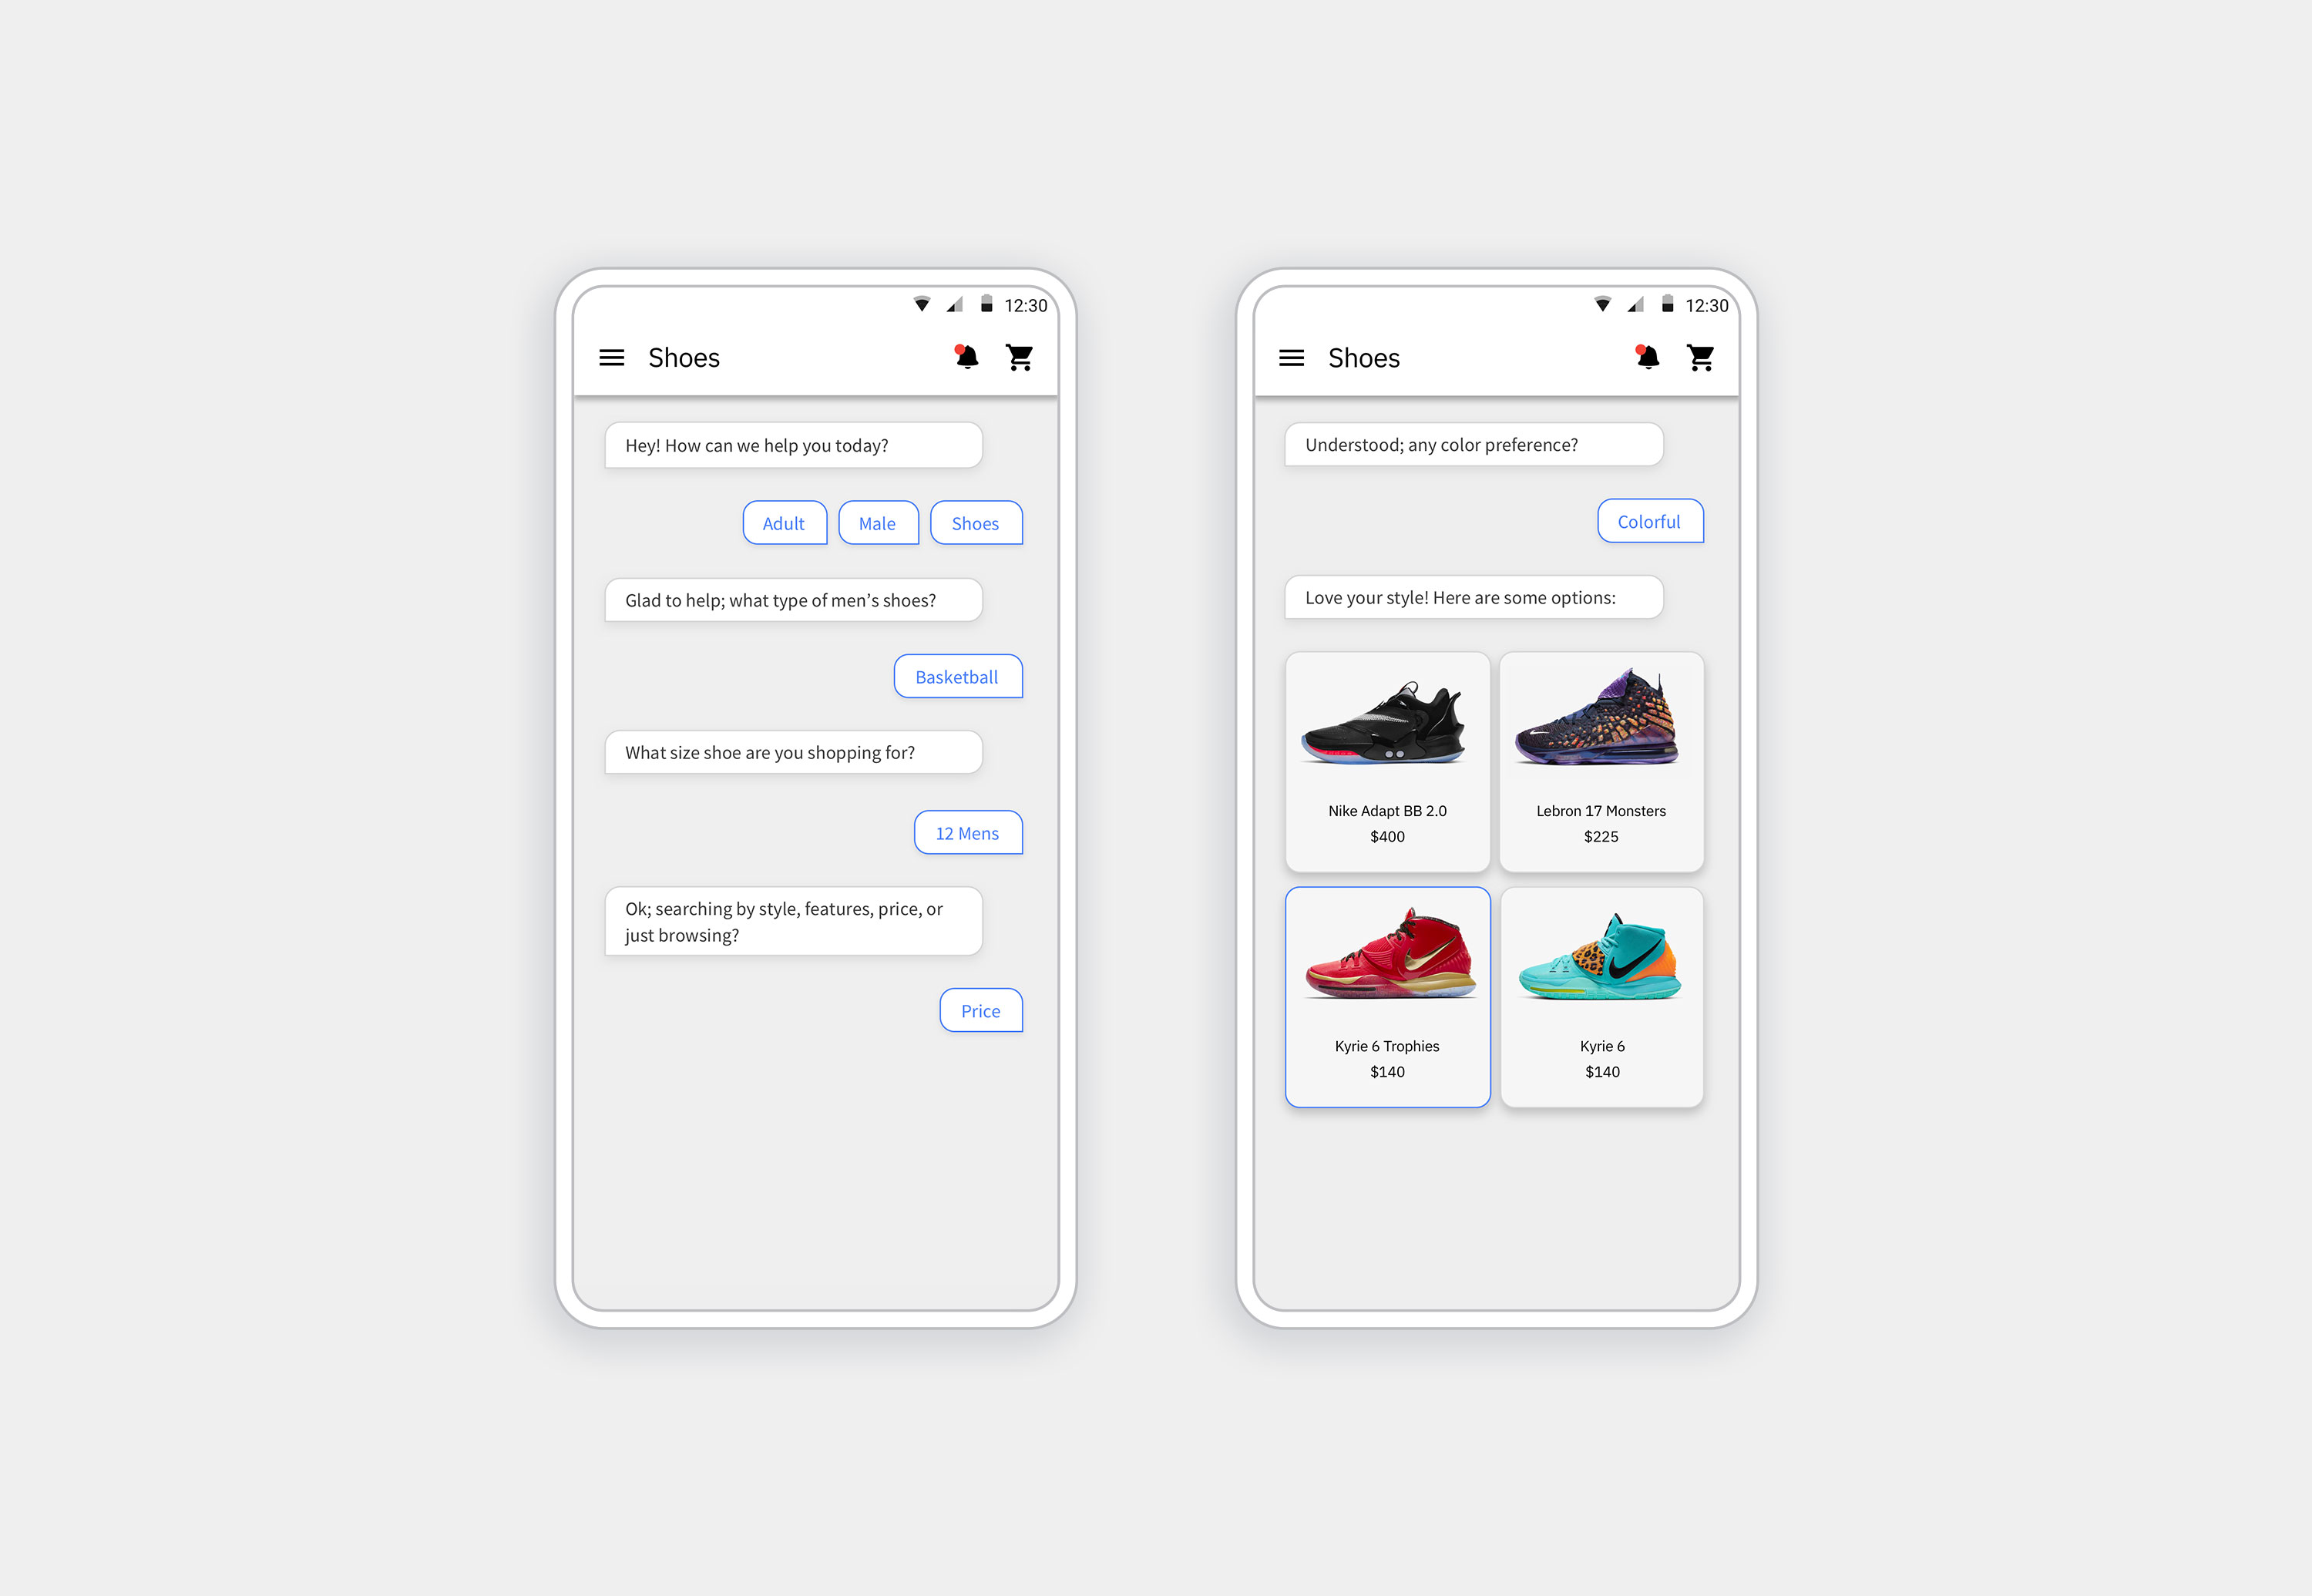 12:30
Shoes
Hey! How can we help you today?
Adult Male Shoes
Glad to help; what type of men’s shoes?
Basketball
What size shoe are you shopping for?
12 Mens
Ok; searching by style, features, price, or
just browsing?
Price
12:30
Shoes
Understood; any color preference?
Colorful
Love your style! Here are some options:
Nike Adapt BB 2.0
$400
Lebron 17 Monsters
$225
Kyrie 6 Trophies
$140
Kyrie 6
$140